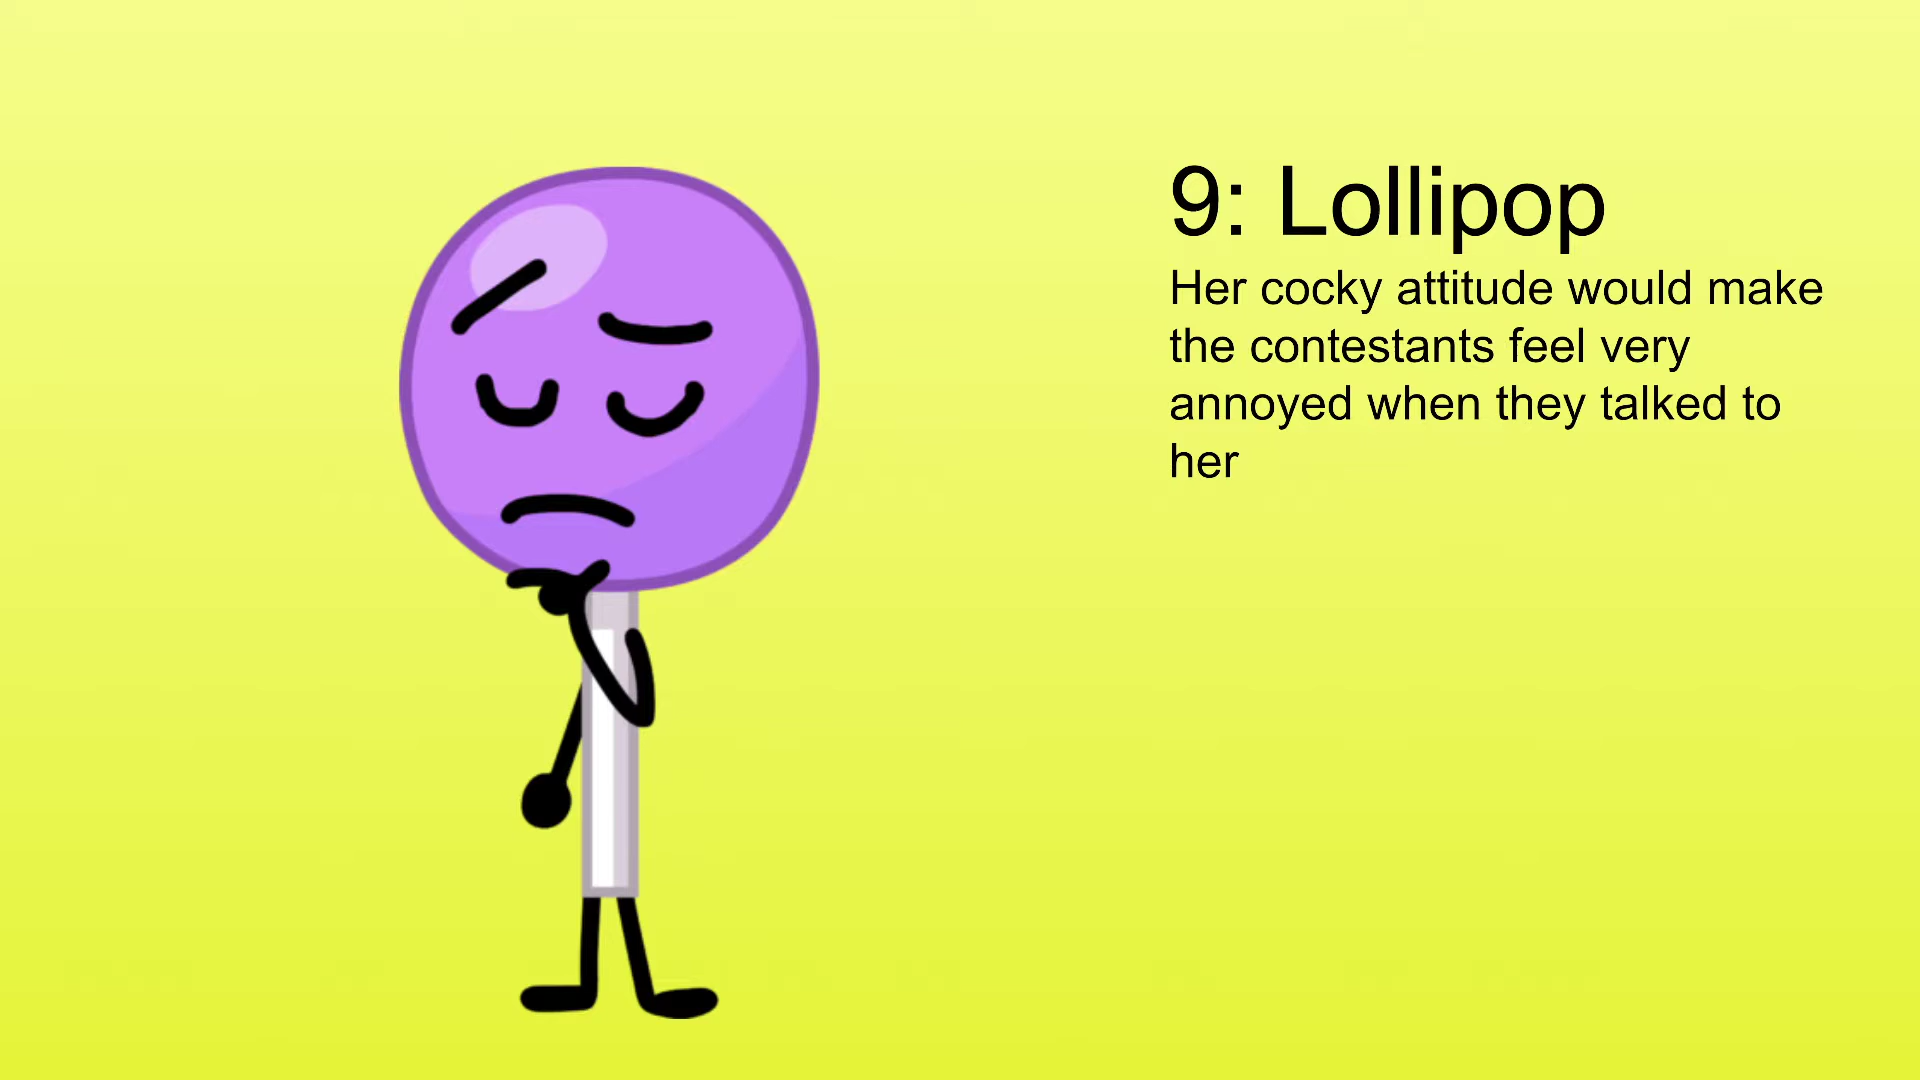 9: Lollipop
Her cocky attitude would make
the contestants feel very
annoyed when they talked to
her